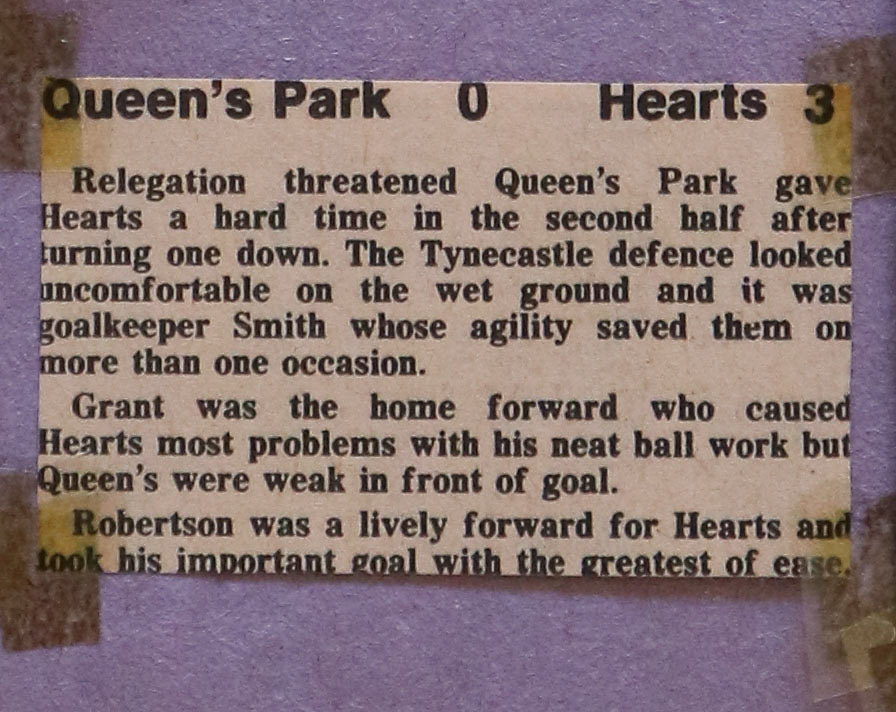 Queen's Park 0 Hearts 3
Relegation threatened Queen's Park gave
Hearts a hard time in the second half after
turning one down. The Tynecastle defence looked
uncomfortable on the wet ground and it was
goalkeeper Smith whose agility saved them on
more than one occasion.
Grant was the home forward who caused
Hearts most problems with his neat ball work but
Queen's were weak in front of goal.
Robertson was a lively forward for Hearts and
took his important goal with the greatest of ease.